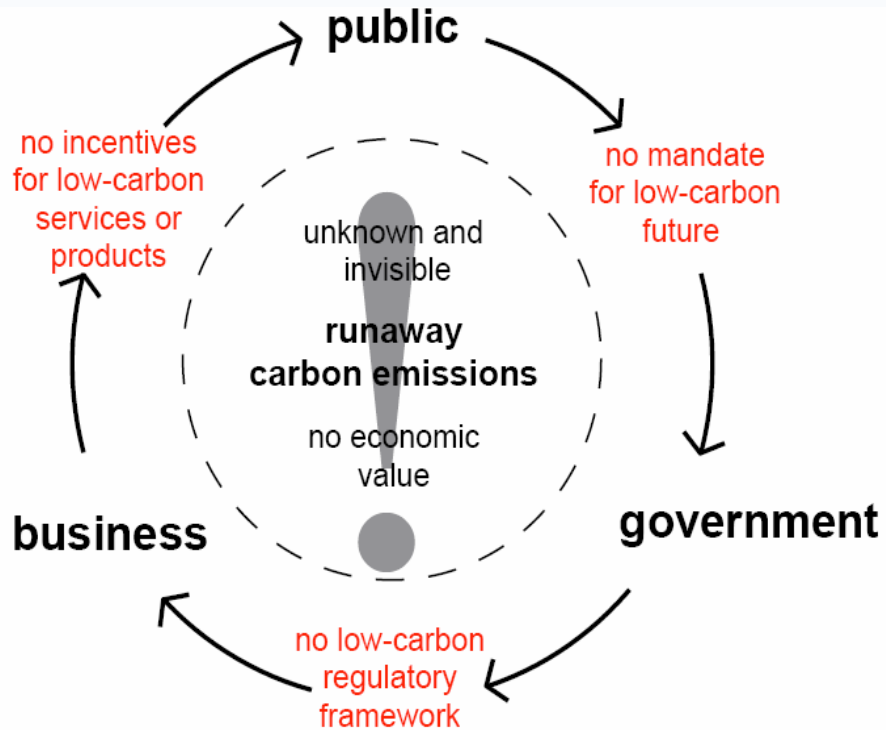 public
no mandate
for low-carbon
future
government
no low-carbon
regulatory
framework
business
no incentives
for low-carbon
services or
products
unknown and
invisible
runaway
carbon emissions
no economic
value